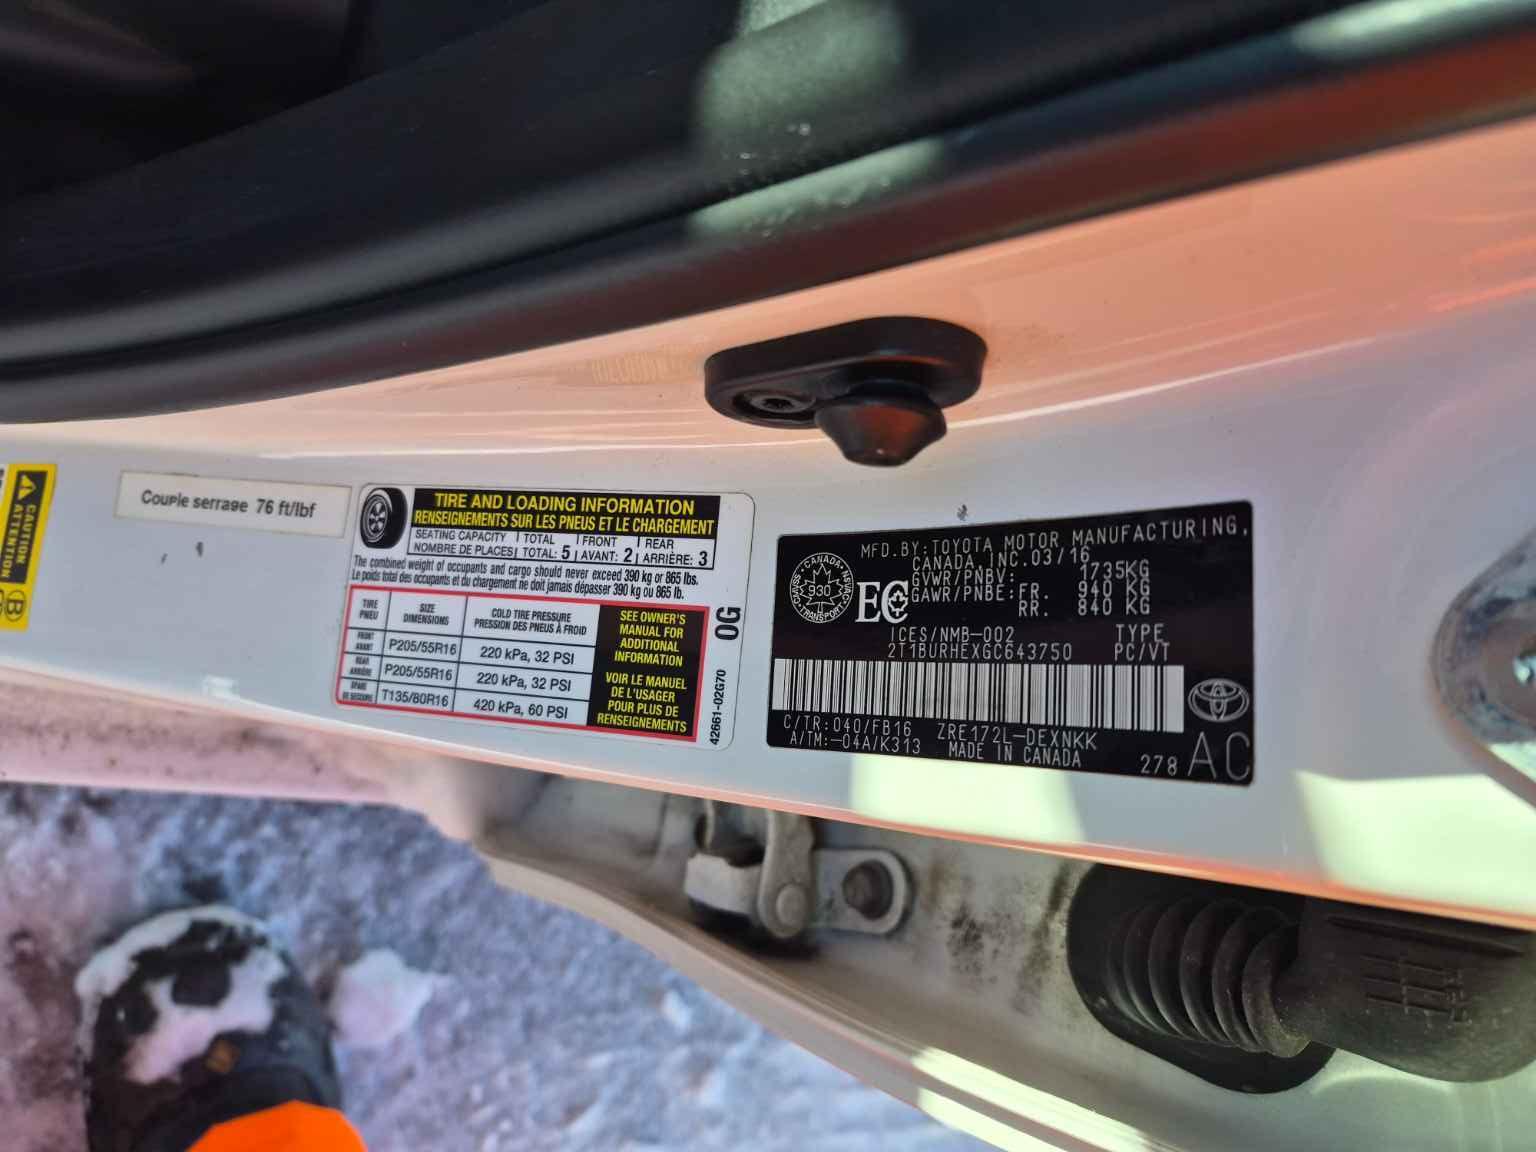 CAUTION
ATTENTION
Couple serrage 76 ft/lbf
TIRE AND LOADING INFORMATION
RENSEIGNEMENTS SUR LES PNEUS ET LE CHARGEMENT
SEATING CAPACITY TOTAL FRONT REAR
NOMBRE DE PLACES TOTAL: 5 AVANT: 2 ARRIÈRE: 3
The combined weight of occupants and cargo should never exceed 390 kg or 865 lbs.
Le poids total des occupants et du chargement ne doit jamais dépasser 390 kg ou 865 lb.
TIRE
PNEU
SIZE
DIMENSIONS
COLD TIRE PRESSURE
PRESSION DES PNEUS À FROID
FRONT
AVANT
P205/55R16
220 kPa, 32 PSI
REAR
ARRIÈRE
P205/55R16
220 kPa, 32 PSI
SPARE
DE SECOURS
T135/80R16
420 kPa, 60 PSI
SEE OWNER'S
MANUAL FOR
ADDITIONAL
INFORMATION
VOIR LE MANUEL
DE L'USAGER
POUR PLUS DE
RENSEIGNEMENTS
0G
42661-02G70
MFD.BY:TOYOTA MOTOR MANUFACTURING,
CANADA, INC.03/16
GVWR/PNBV: 1735KG
GAWR/PNBE:FR. 940 KG
RR. 840 KG
CANADA
930
TRANSPORT
EC
ICES/NMB-002 TYPE
2T1BURHEXGC643750 PC/VT
C/TR:040/FB16 ZRE172L-DEXNKK
A/TM:-04A/K313 MADE IN CANADA
278 AC